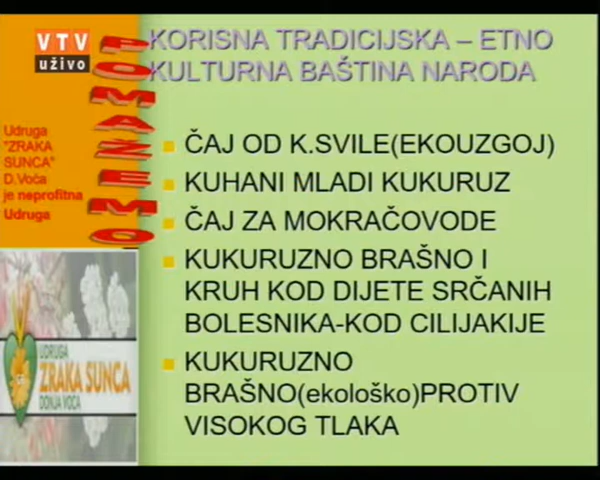 VTV
uživo
POMAŽEMO
Udruga
"ZRAKA
SUNCA"
D.Voća
je neprofitna
Udruga
UDRUGA
ZRAKA SUNCA
DONJA VOĆA
KORISNA TRADICIJSKA – ETNO
KULTURNA BAŠTINA NARODA
ČAJ OD K.SVILE(EKOUZGOJ)
KUHANI MLADI KUKURUZ
ČAJ ZA MOKRAČOVODE
KUKURUZNO BRAŠNO I
KRUH KOD DIJETE SRČANIH
BOLESNIKA-KOD CILIJAKIJE
KUKURUZNO
BRAŠNO(ekološko)PROTIV
VISOKOG TLAKA